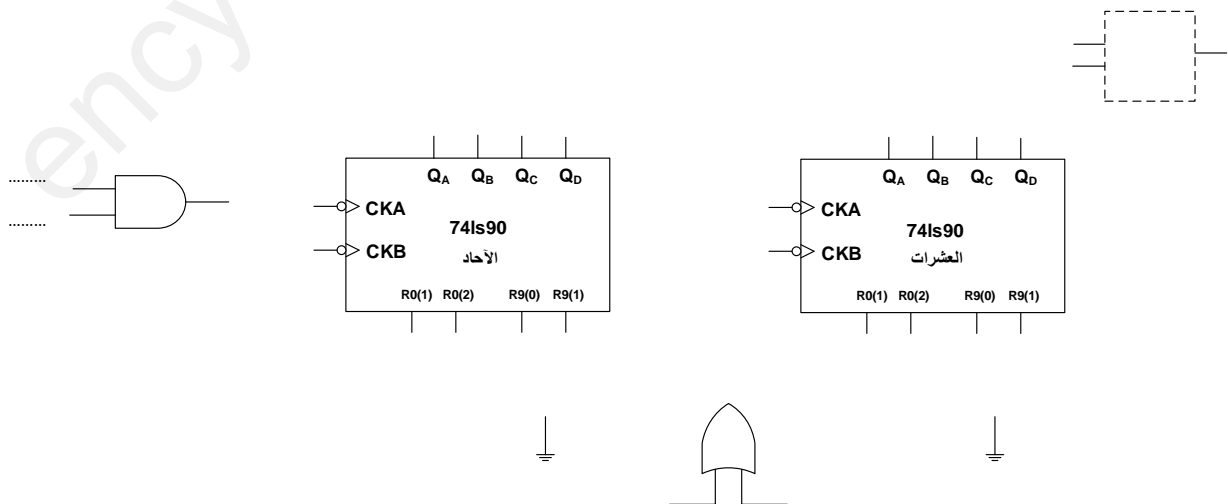 ency
......... 
.........
QA QB QC QD
CKA
74ls90
CKB
الآحاد
R0(1) R0(2) R9(0) R9(1)
QA QB QC QD
CKA
74ls90
CKB
العشرات
R0(1) R0(2) R9(0) R9(1)